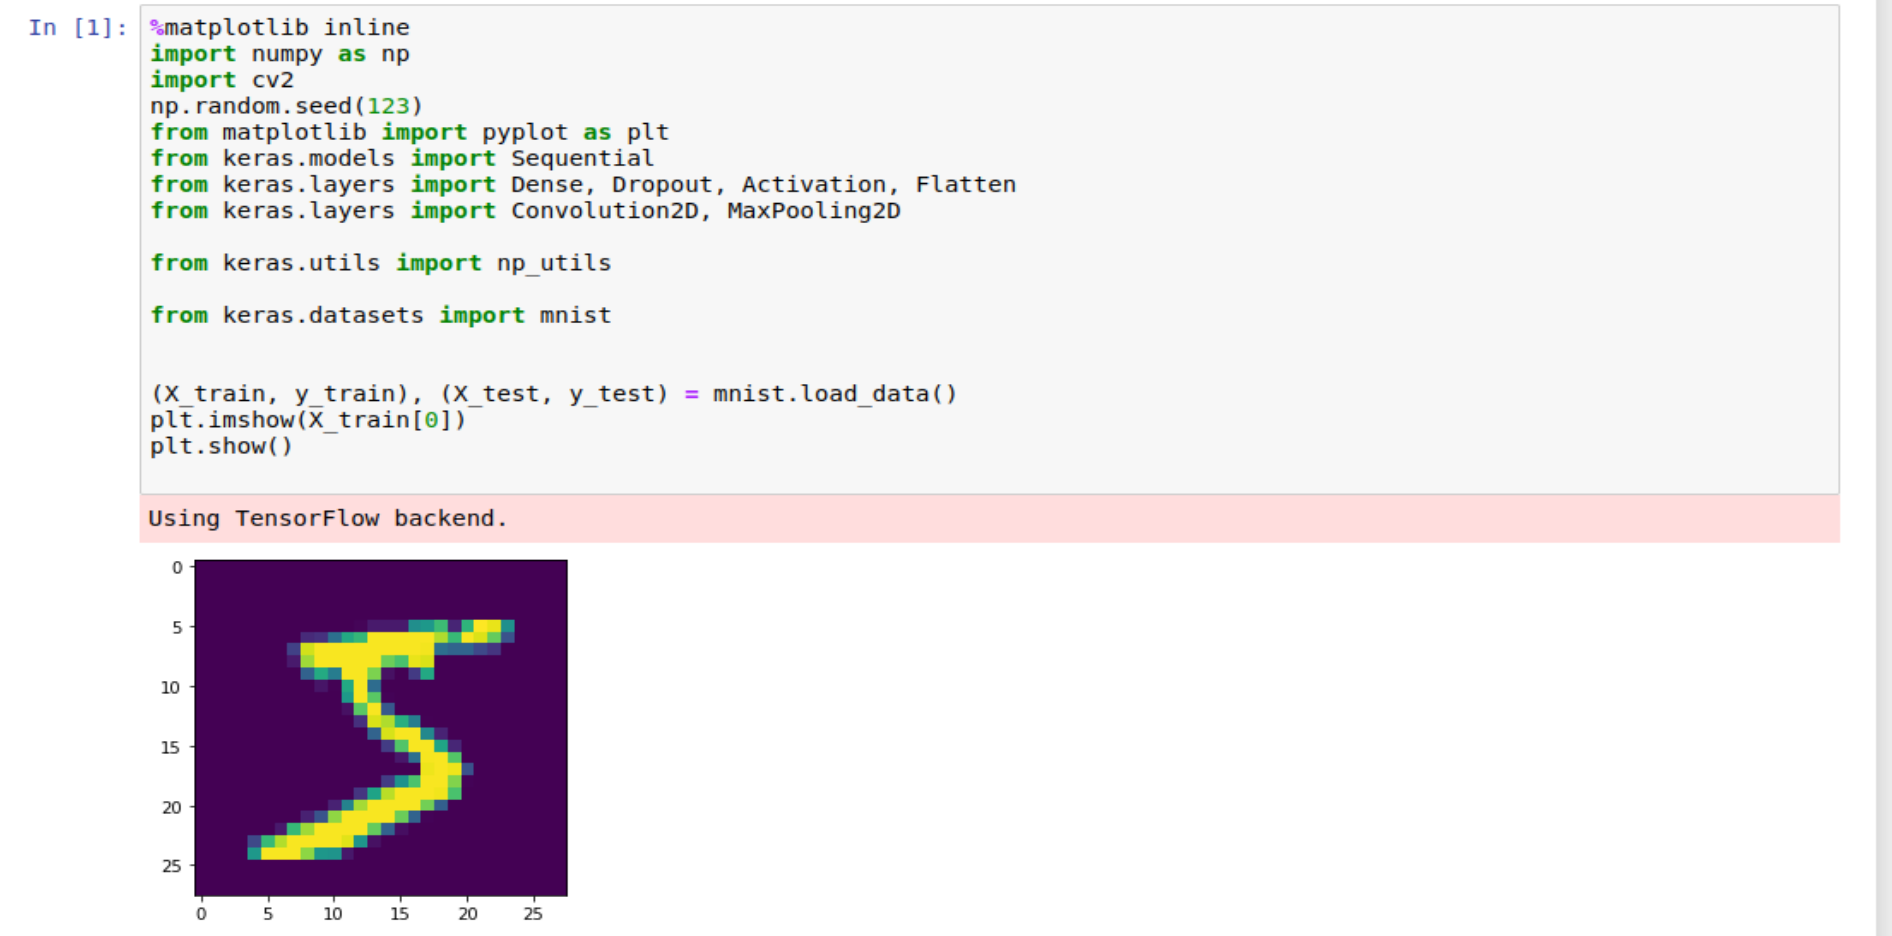 In [1]:
%matplotlib inline
import numpy as np
import cv2
np.random.seed(123)
from matplotlib import pyplot as plt
from keras.models import Sequential
from keras.layers import Dense, Dropout, Activation, Flatten
from keras.layers import Convolution2D, MaxPooling2D
from keras.utils import np_utils
from keras.datasets import mnist
(X_train, y_train), (X_test, y_test) = mnist.load_data()
plt.imshow(X_train[0])
plt.show()
Using TensorFlow backend.
0
5
10
15
20
25
0 5 10 15 20 25